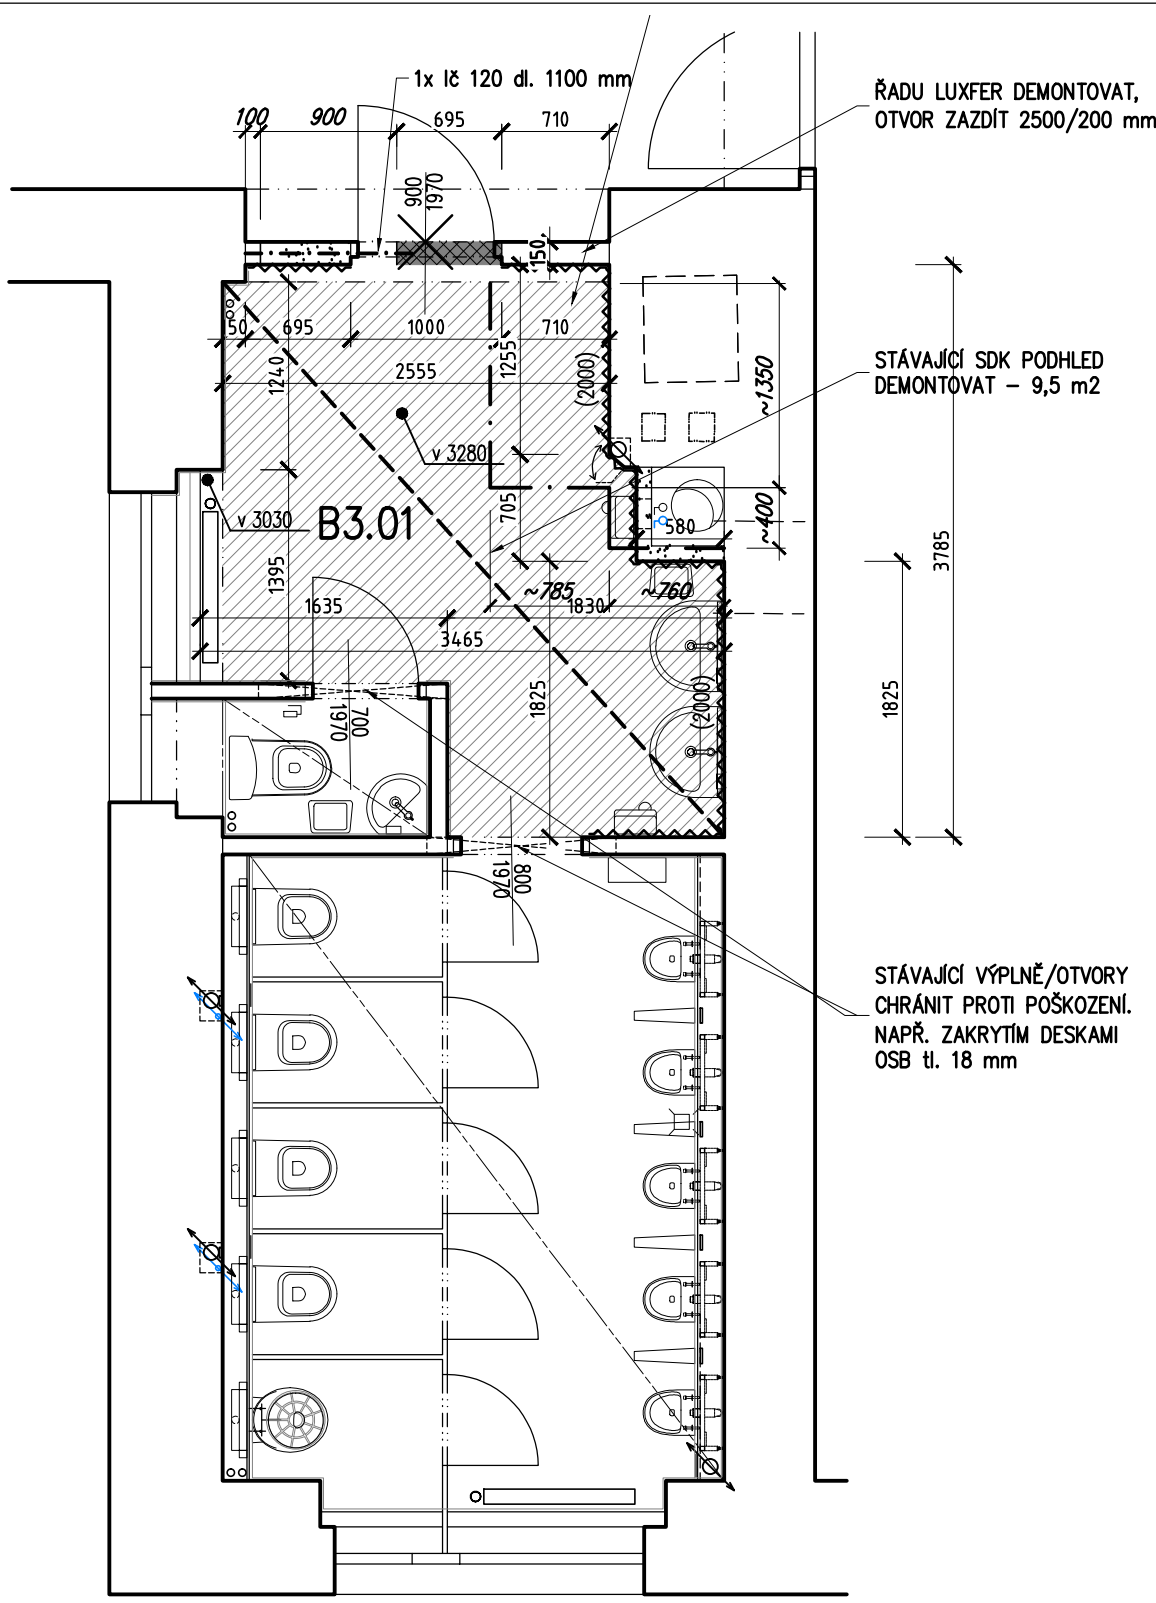 1x Ič 120 dl. 1100 mm
ŘADU LUXFER DEMONTOVAT,
OTVOR ZAZDÍT 2500/200 mm
100
900
695
710
900
1970
150
50
695
1000
710
1240
1255
2555
(2000)
~1350
STÁVAJÍCÍ SDK PODHLED
DEMONTOVAT – 9,5 m2
v 3280
v 3030
B3.01
705
580
~400
3785
1395
~785
~760
1635
1830
3465
1825
(2000)
1825
700
1970
800
1970
STÁVAJÍCÍ VÝPLNĚ/OTVORY
CHRÁNIT PROTI POŠKOZENÍ.
NAPŘ. ZAKRYTÍM DESKAMI
OSB tl. 18 mm